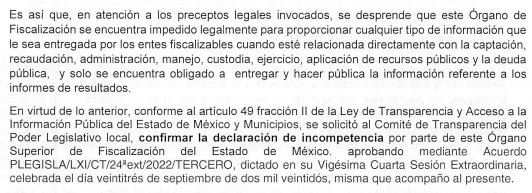 Es así que, en atención a los preceptos legales invocados, se desprende que este Órgano de
Fiscalización se encuentra impedido legalmente para proporcionar cualquier tipo de información que
le sea entregada por los entes fiscalizables cuando esté relacionada directamente con la captación,
recaudación, administración, manejo, custodia, ejercicio, aplicación de recursos públicos y la deuda
pública, y solo se encuentra obligado a entregar y hacer pública la información referente a los
informes de resultados.
En virtud de lo anterior, conforme al artículo 49 fracción II de la Ley de Transparencia y Acceso a la
Información Pública del Estado de México y Municipios, se solicitó al Comité de Transparencia del
Poder Legislativo local, confirmar la declaración de incompetencia por parte de este Órgano
Superior de Fiscalización del Estado de México. aprobando mediante Acuerdo
PLEGISLA/LXI/CT/24ªext/2022/TERCERO, dictado en su Vigésima Cuarta Sesión Extraordinaria,
celebrada el día veintitrés de septiembre de dos mil veintidós, misma que acompaño al presente.